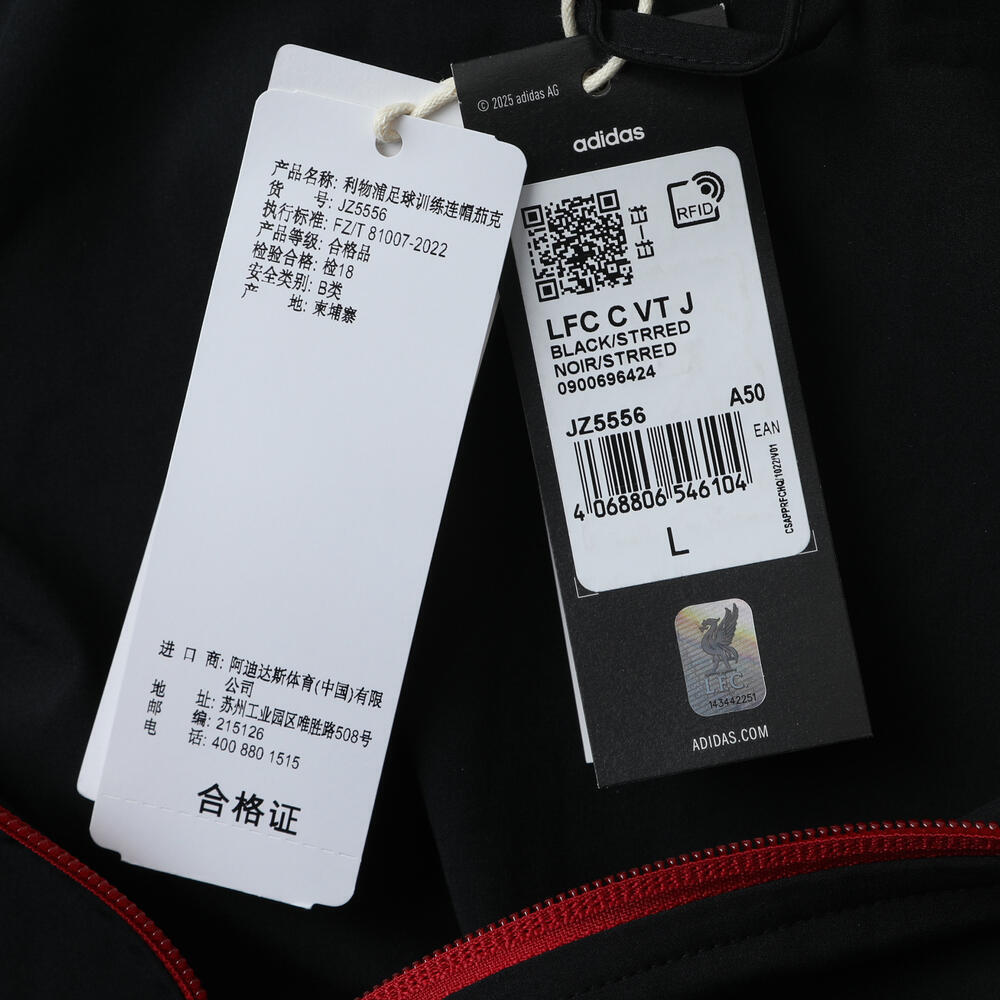 产品名称: 利物浦足球训练连帽茄克
货 号: JZ5556
执行标准: FZ/T 81007-2022
产品等级: 合格品
检验合格: 检18
安全类别: B类
产 地: 柬埔寨
进 口 商: 阿迪达斯体育(中国)有限
公司
地 址: 苏州工业园区唯胜路508号
邮 编: 215126
电 话: 400 880 1515
合格证
© 2025 adidas AG
adidas
RFID
LFC C VT J
BLACK/STRRED
NOIR/STRRED
0900696424
JZ5556 A50
EAN
4 068806 546104
CSAPPRFCHQ/1022/V01
L
LFC
143442251
ADIDAS.COM